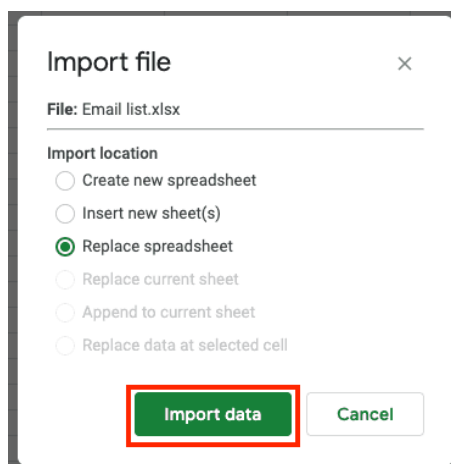 Import file
File: Email list.xlsx
Import location
Create new spreadsheet
Insert new sheet(s)
Replace spreadsheet
Replace current sheet
Append to current sheet
Replace data at selected cell
Import data Cancel